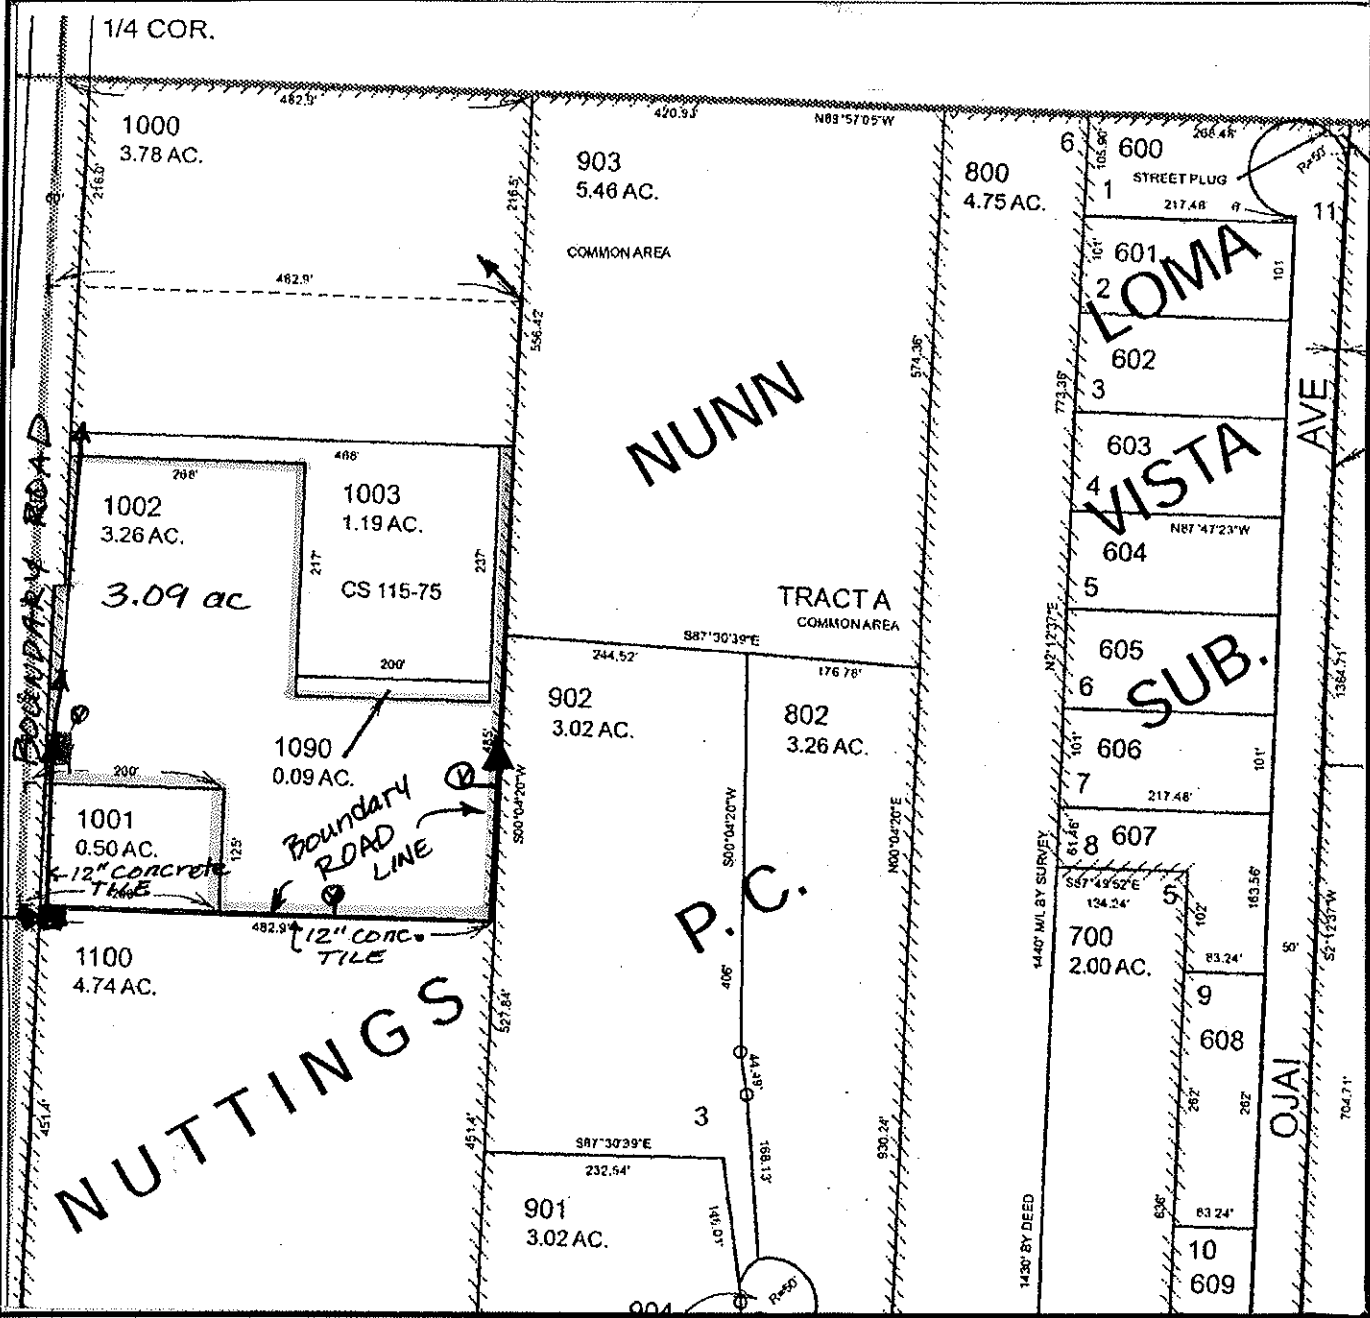 1/4 COR.
482.9'
1000
3.78 AC.
216.0'
216.5'
60'
903
5.46 AC.
420.93'
N89°57'05"W
COMMON AREA
800
4.75 AC.
6
105.90'
600
268.48'
R=50'
STREET PLUG
1
217.48
6'
11
482.9'
556.42'
574.36'
773.36'
101'
601
2
101
602
3
603
4
N87°47'23"W
604
5
605
6
606
7
101'
101'
217.48'
61.46'
8
607
LOMA
VISTA
SUB.
AVE
OJAI
NUNN
P.C.
NUTTINGS
BOUNDARY ROAD
468'
268'
1002
3.26 AC.
3.09 ac
1003
1.19 AC.
217'
237'
CS 115-75
200'
1090
0.09 AC.
485'
TRACT A
COMMON AREA
S87°30'39"E
244.52'
176.78'
902
3.02 AC.
802
3.26 AC.
N2°12'37"E
1364.71'
S00°04'20"W
S00°04'20"W
N00°04'20"E
200'
1001
0.50 AC.
125'
12" CONCRETE
TILE
Boundary
ROAD
LINE
482.9'
12" CONC.
TILE
1100
4.74 AC.
527.84'
406'
44.49'
168.13'
3
S87°30'39"E
232.54'
451.4'
451.4'
901
3.02 AC.
930.24'
904
R=50'
1440' M/L BY SURVEY
1430' BY DEED
S87°49'52"E
134.24'
5
102'
163.56'
50'
S2°12'37"W
700
2.00 AC.
83.24'
9
608
262'
262'
704.71'
636'
83.24'
10
609